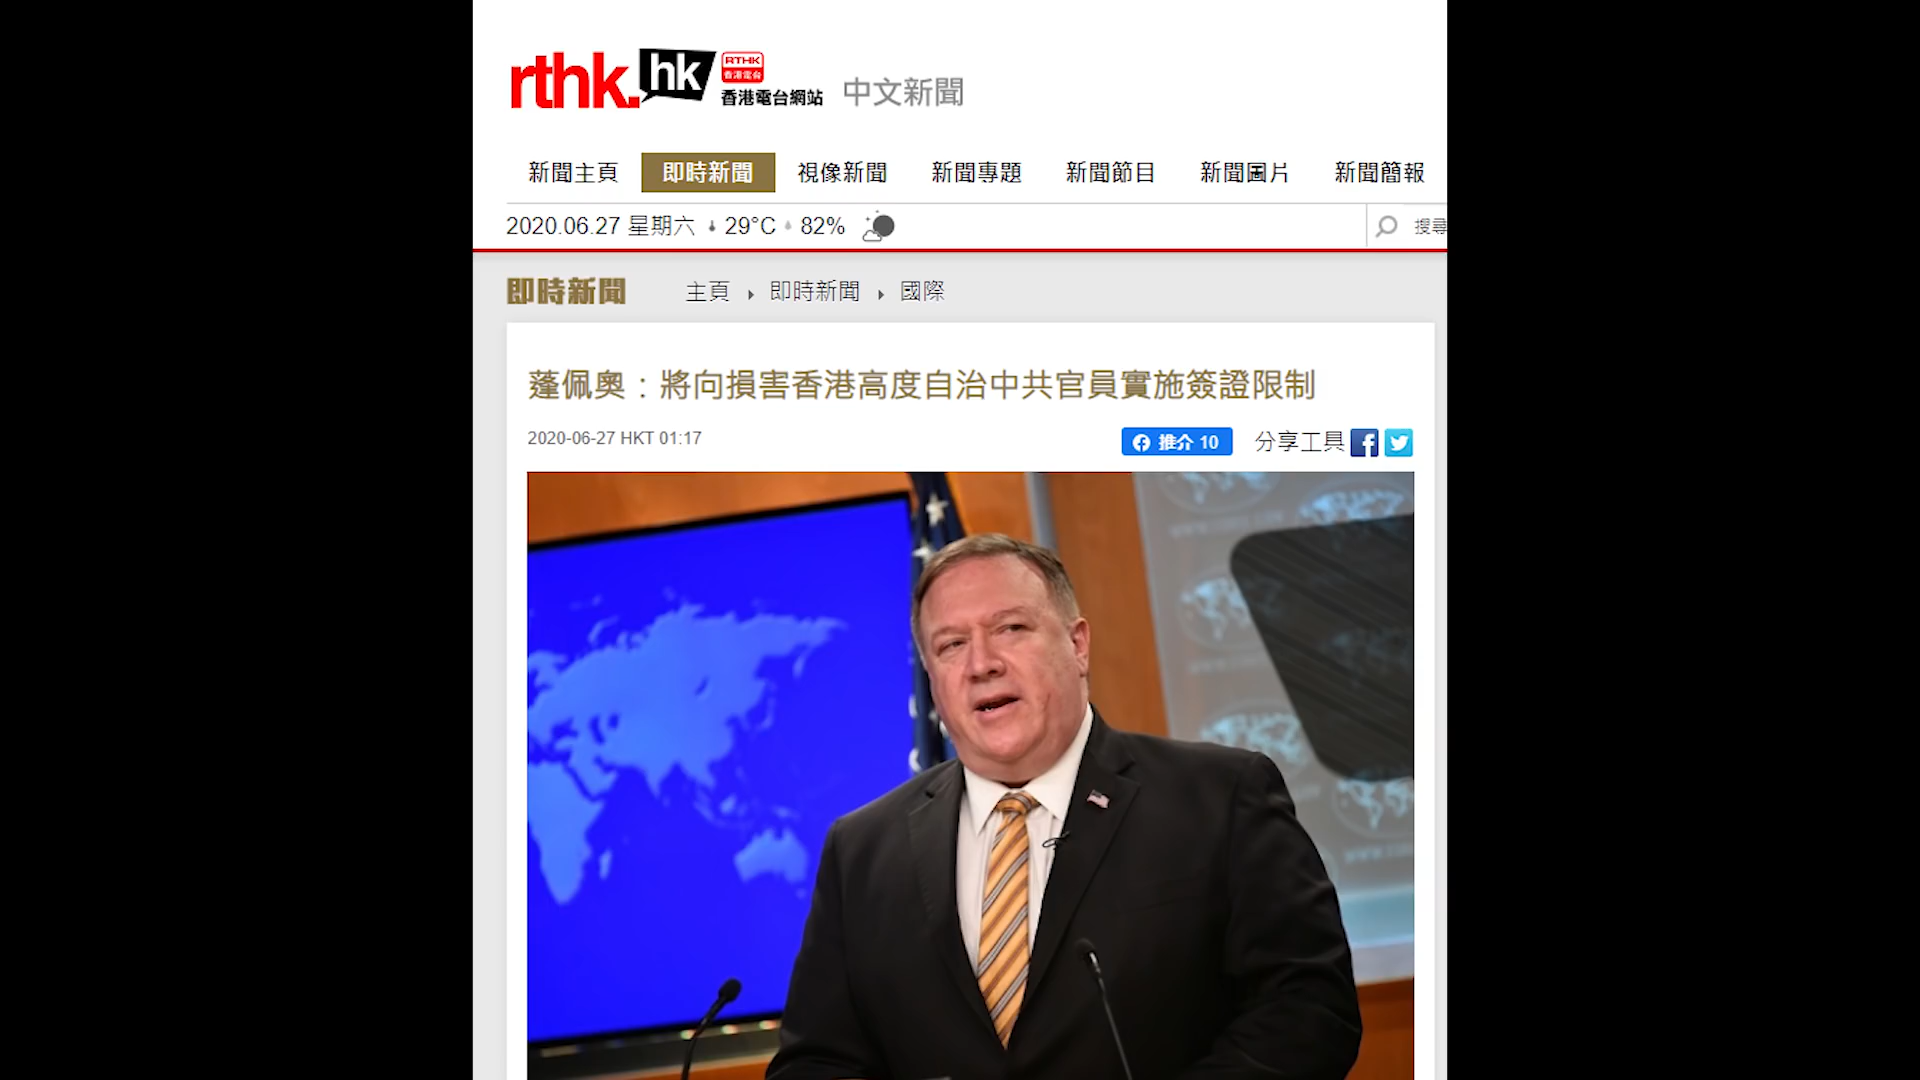 rthk.hk RTHK 香港電台 香港電台網站 中文新聞
新聞主頁 即時新聞 視像新聞 新聞專題 新聞節目 新聞圖片 新聞簡報
2020.06.27 星期六 29°C 82% 搜尋
即時新聞 主頁 即時新聞 國際
蓬佩奧：將向損害香港高度自治中共官員實施簽證限制
2020-06-27 HKT 01:17 推介 10 分享工具